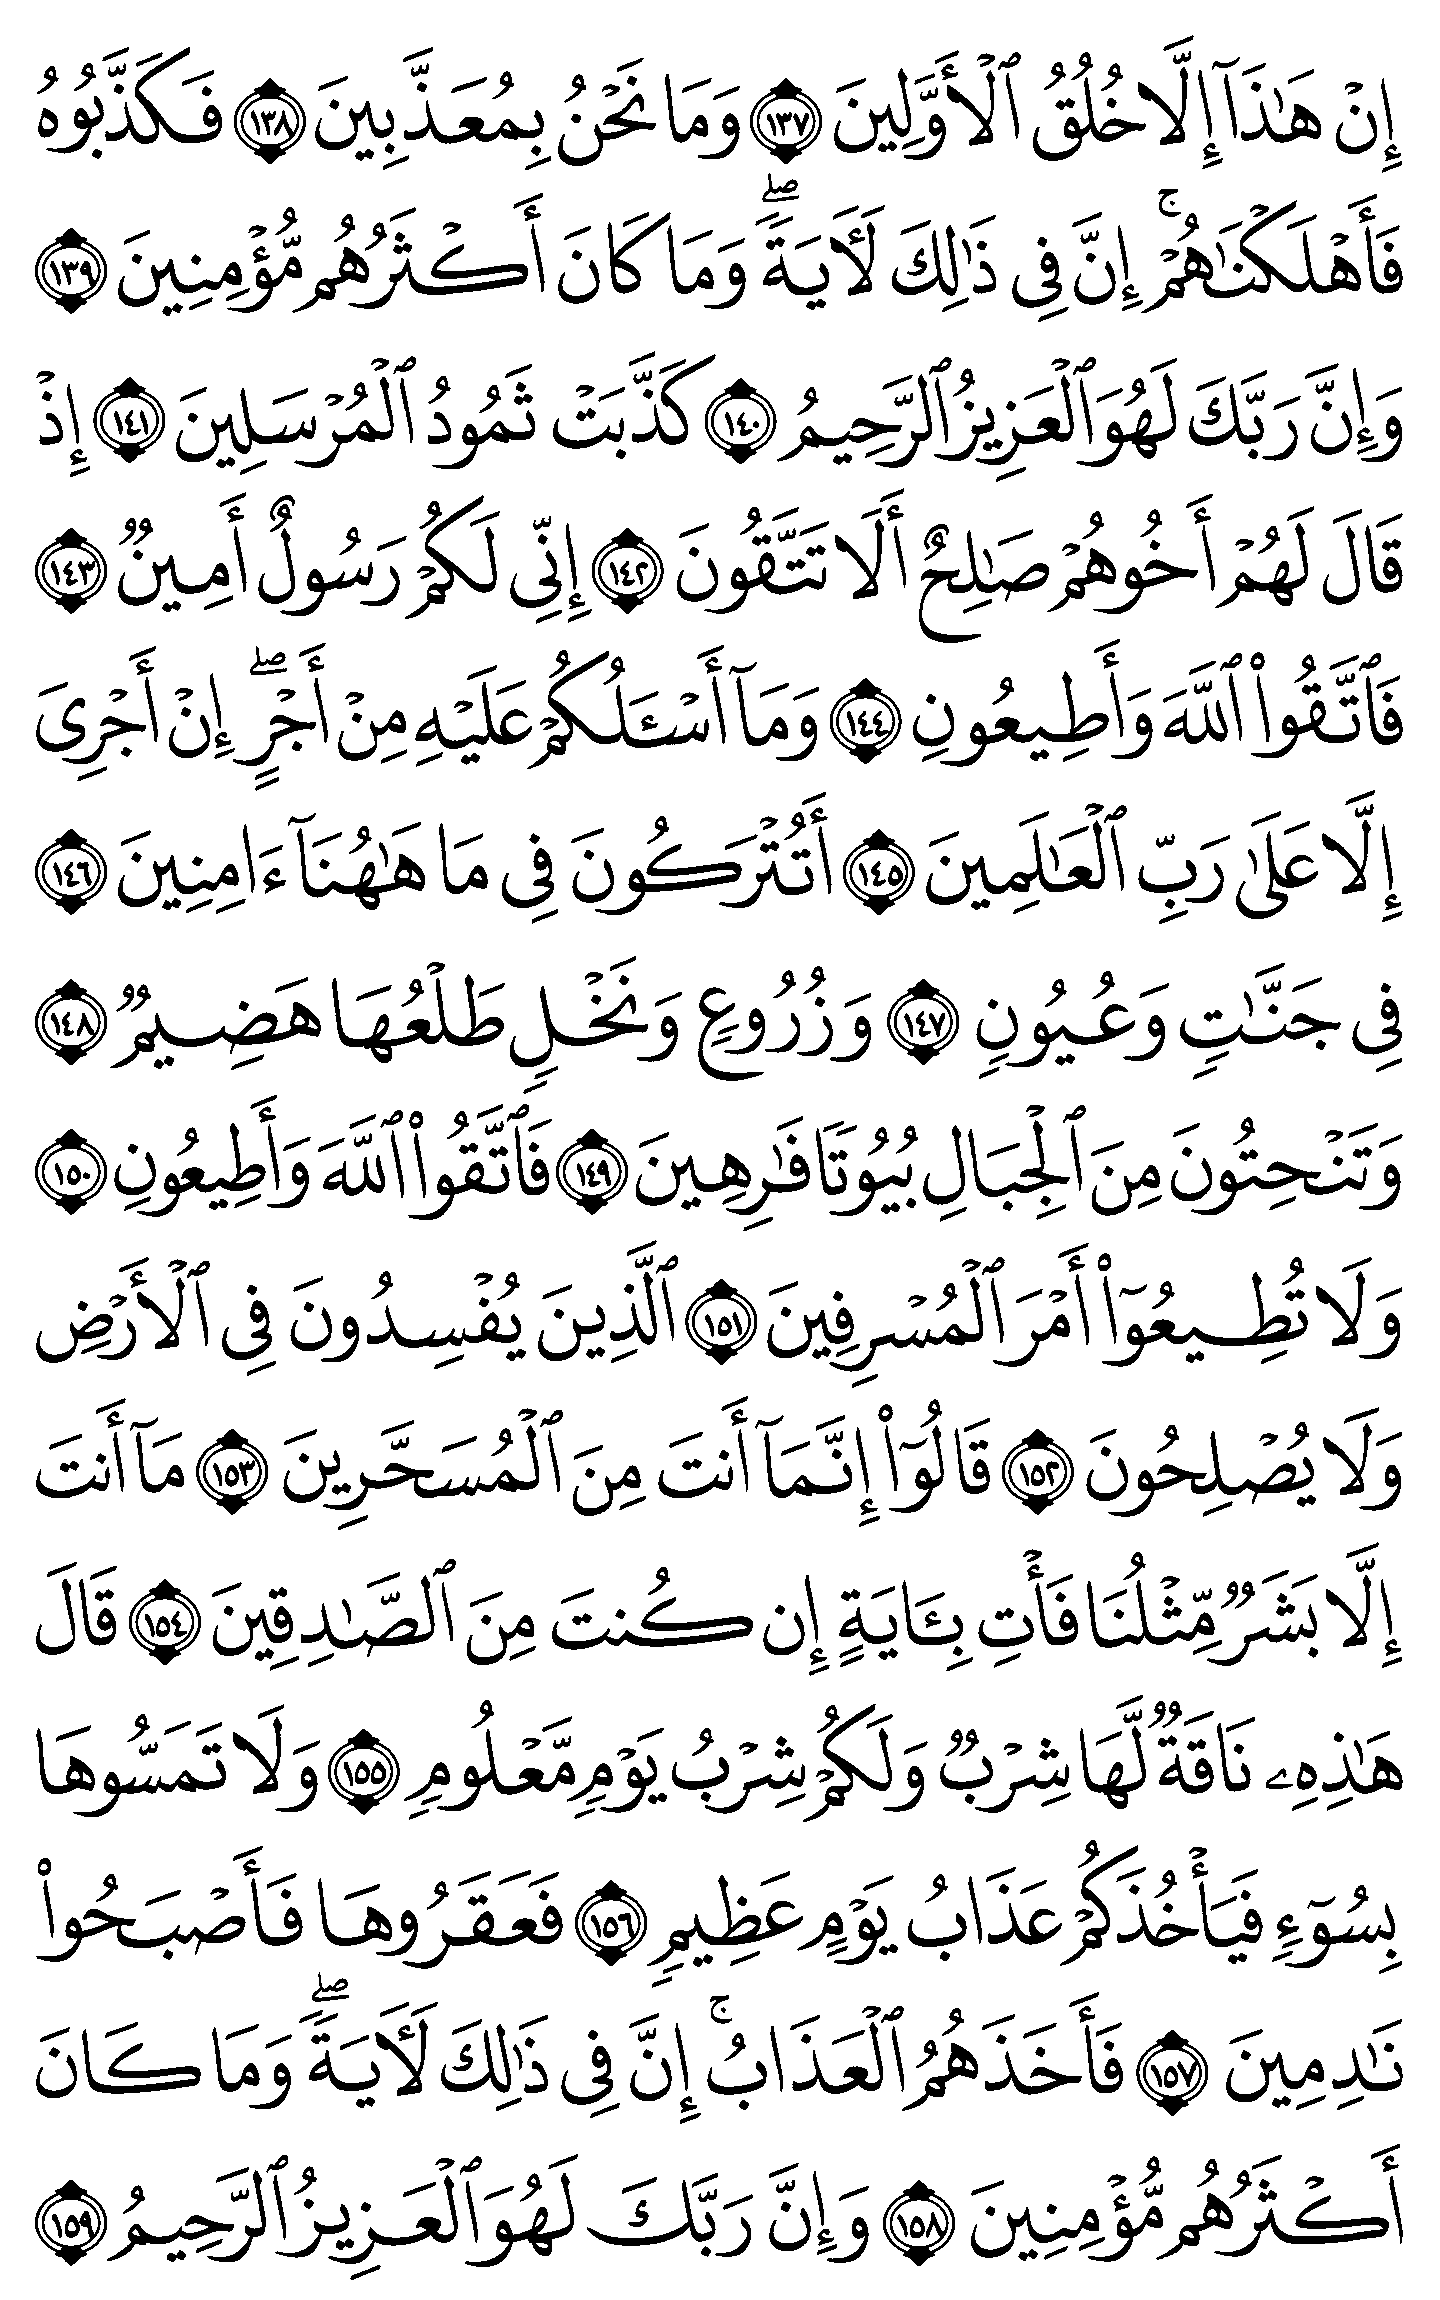 إِنْ هَٰذَآ إِلَّا خُلُقُ ٱلْأَوَّلِينَ ١٣٧ وَمَا نَحْنُ بِمُعَذَّبِينَ ١٣٨ فَكَذَّبُوهُ
فَأَهْلَكْنَٰهُمْ ۚ إِنَّ فِى ذَٰلِكَ لَءَايَةً ۖ وَمَا كَانَ أَكْثَرُهُم مُّؤْمِنِينَ ١٣٩
وَإِنَّ رَبَّكَ لَهُوَ ٱلْعَزِيزُ ٱلرَّحِيمُ ١٤٠ كَذَّبَتْ ثَمُودُ ٱلْمُرْسَلِينَ ١٤١ إِذْ
قَالَ لَهُمْ أَخُوهُمْ صَٰلِحٌ أَلَا تَتَّقُونَ ١٤٢ إِنِّى لَكُمْ رَسُولٌ أَمِينٌ ١٤٣
فَٱتَّقُوا۟ ٱللَّهَ وَأَطِيعُونِ ١٤٤ وَمَآ أَسْـَٔلُكُمْ عَلَيْهِ مِنْ أَجْرٍ ۖ إِنْ أَجْرِىَ
إِلَّا عَلَىٰ رَبِّ ٱلْعَٰلَمِينَ ١٤٥ أَتُتْرَكُونَ فِى مَا هَٰهُنَآ ءَامِنِينَ ١٤٦
فِى جَنَّٰتٍ وَعُيُونٍ ١٤٧ وَزُرُوعٍ وَنَخْلٍ طَلْعُهَا هَضِيمٌ ١٤٨
وَتَنْحِتُونَ مِنَ ٱلْجِبَالِ بُيُوتًا فَٰرِهِينَ ١٤٩ فَٱتَّقُوا۟ ٱللَّهَ وَأَطِيعُونِ ١٥٠
وَلَا تُطِيعُوٓا۟ أَمْرَ ٱلْمُسْرِفِينَ ١٥١ ٱلَّذِينَ يُفْسِدُونَ فِى ٱلْأَرْضِ
وَلَا يُصْلِحُونَ ١٥٢ قَالُوٓا۟ إِنَّمَآ أَنتَ مِنَ ٱلْمُسَحَّرِينَ ١٥٣ مَآ أَنتَ
إِلَّا بَشَرٌ مِّثْلُنَا فَأْتِ بِـَٔايَةٍ إِن كُنتَ مِنَ ٱلصَّٰدِقِينَ ١٥٤ قَالَ
هَٰذِهِۦ نَاقَةٌ لَّهَا شِرْبٌ وَلَكُمْ شِرْبُ يَوْمٍ مَّعْلُومٍ ١٥٥ وَلَا تَمَسُّوهَا
بِسُوٓءٍ فَيَأْخُذَكُمْ عَذَابُ يَوْمٍ عَظِيمٍ ١٥٦ فَعَقَرُوهَا فَأَصْبَحُوا۟
نَٰدِمِينَ ١٥٧ فَأَخَذَهُمُ ٱلْعَذَابُ ۚ إِنَّ فِى ذَٰلِكَ لَءَايَةً ۖ وَمَا كَانَ
أَكْثَرُهُم مُّؤْمِنِينَ ١٥٨ وَإِنَّ رَبَّكَ لَهُوَ ٱلْعَزِيزُ ٱلرَّحِيمُ ١٥٩